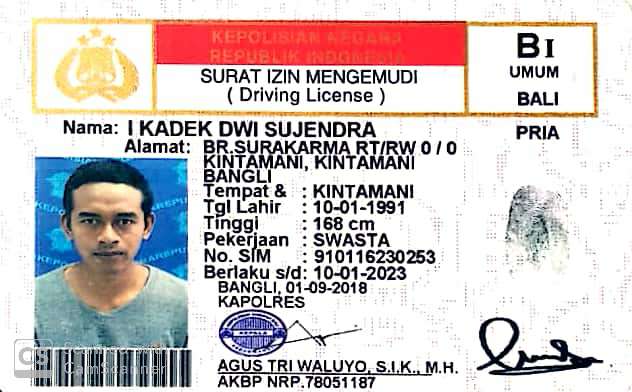 KEPOLISIAN NEGARA
REPUBLIK INDONESIA
SURAT IZIN MENGEMUDI
( Driving License )
BI
UMUM
BALI
PRIA
Nama: I KADEK DWI SUJENDRA
Alamat: BR.SURAKARMA RT/RW 0 / 0
KINTAMANI, KINTAMANI
BANGLI
Tempat & : KINTAMANI
Tgl Lahir : 10-01-1991
Tinggi : 168 cm
Pekerjaan : SWASTA
No. SIM : 910116230253
Berlaku s/d: 10-01-2023
BANGLI, 01-09-2018
KAPOLRES
AGUS TRI WALUYO, S.I.K., M.H.
AKBP NRP.78051187
CS
CamScanner